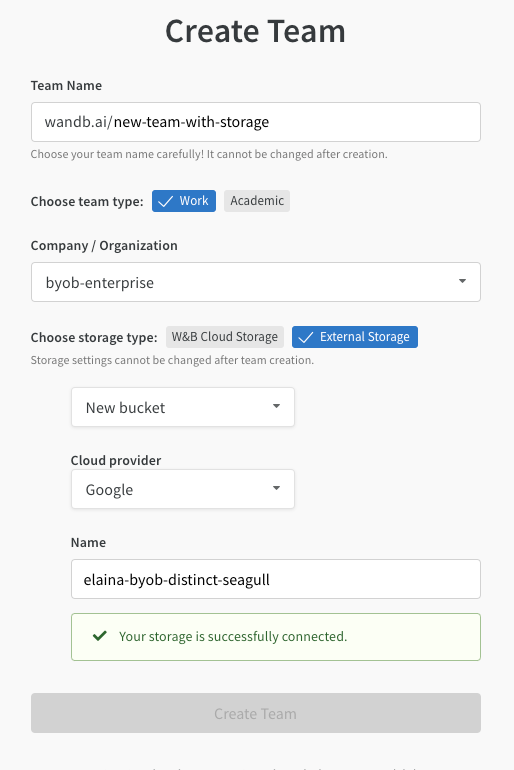 Create Team
Team Name
wandb.ai/new-team-with-storage
Choose your team name carefully! It cannot be changed after creation.
Choose team type: Work Academic
Company / Organization
byob-enterprise
Choose storage type: W&B Cloud Storage External Storage
Storage settings cannot be changed after team creation.
New bucket
Cloud provider
Google
Name
elaina-byob-distinct-seagull
Your storage is successfully connected.
Create Team